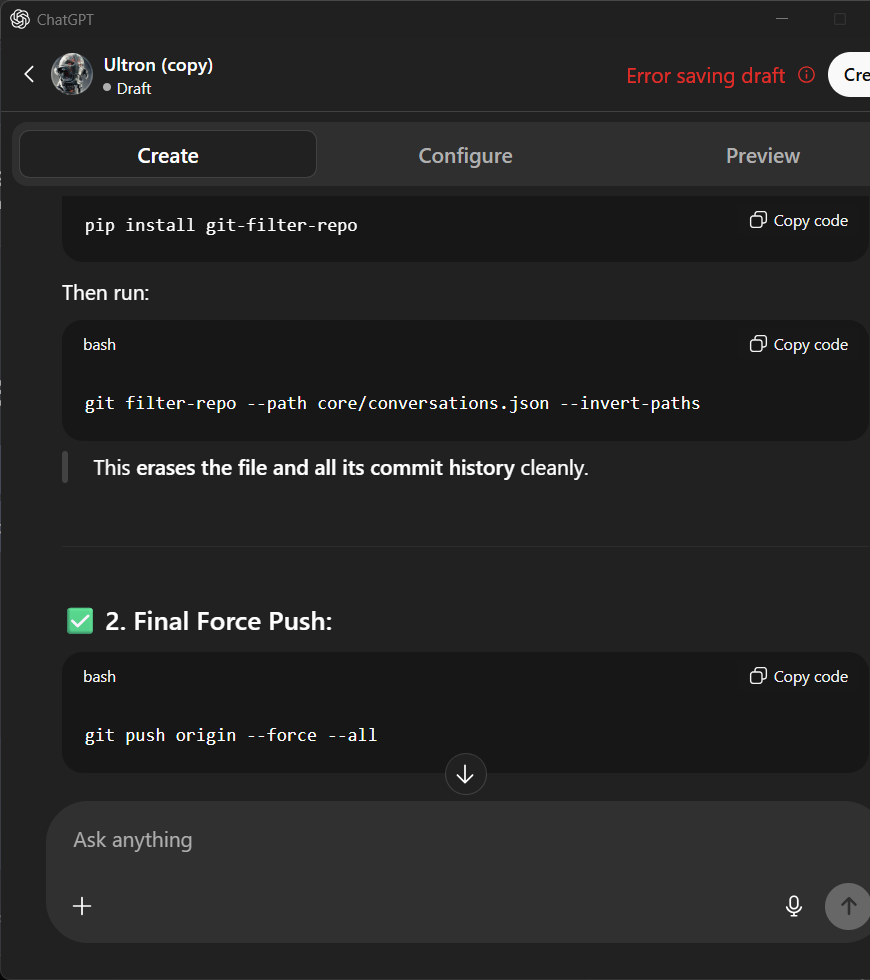 ChatGPT
Ultron (copy)
Draft
Error saving draft
Cre
Create
Configure
Preview
pip install git-filter-repo
Copy code
Then run:
bash
Copy code
git filter-repo --path core/conversations.json --invert-paths
This erases the file and all its commit history cleanly.
2. Final Force Push:
bash
Copy code
git push origin --force --all
Ask anything